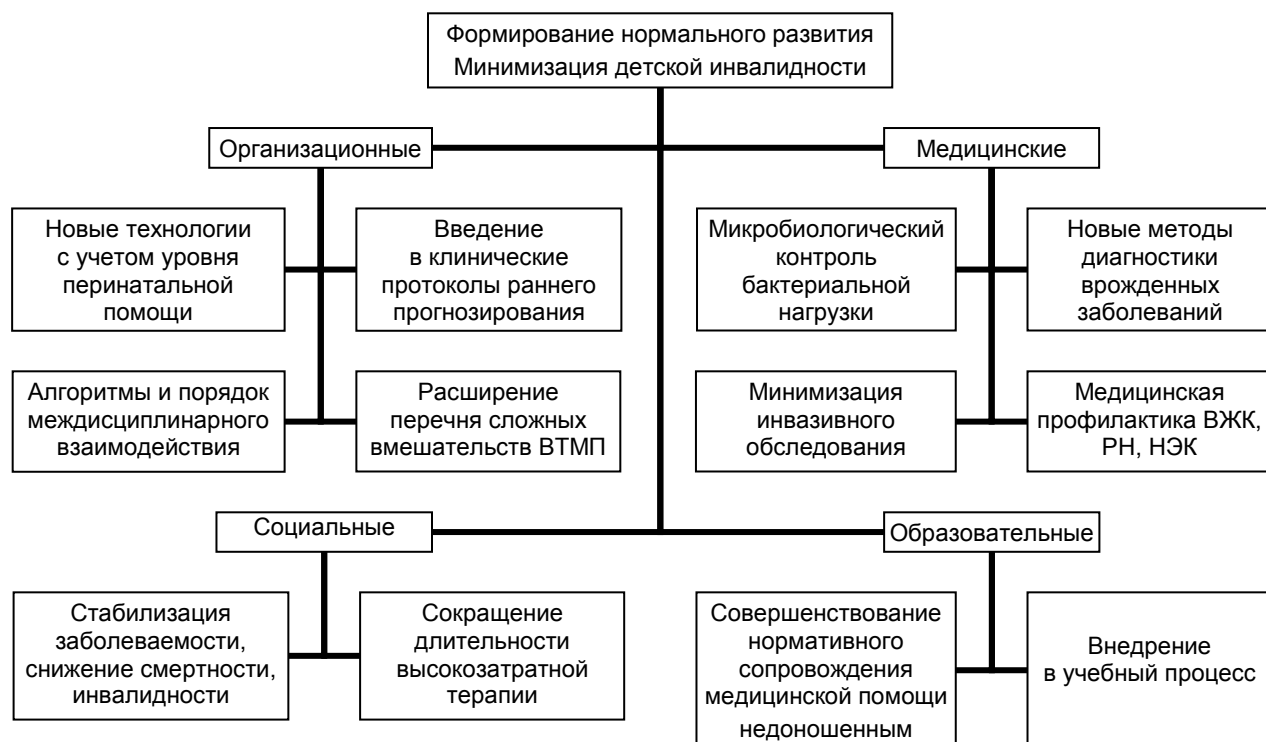 Формирование нормального развития
Минимизация детской инвалидности
Организационные
Медицинские
Новые технологии
с учетом уровня
перинатальной
помощи
Введение
в клинические
протоколы раннего
прогнозирования
Микробиологический
контроль
бактериальной
нагрузки
Новые методы
диагностики
врожденных
заболеваний
Алгоритмы и порядок
междисциплинарного
взаимодействия
Расширение
перечня сложных
вмешательств ВТМП
Минимизация
инвазивного
обследования
Медицинская
профилактика ВЖК,
РН, НЭК
Социальные
Образовательные
Стабилизация
заболеваемости,
снижение смертности,
инвалидности
Сокращение
длительности
высокозатратной
терапии
Совершенствование
нормативного
сопровождения
медицинской помощи
недоношенным
Внедрение
в учебный процесс